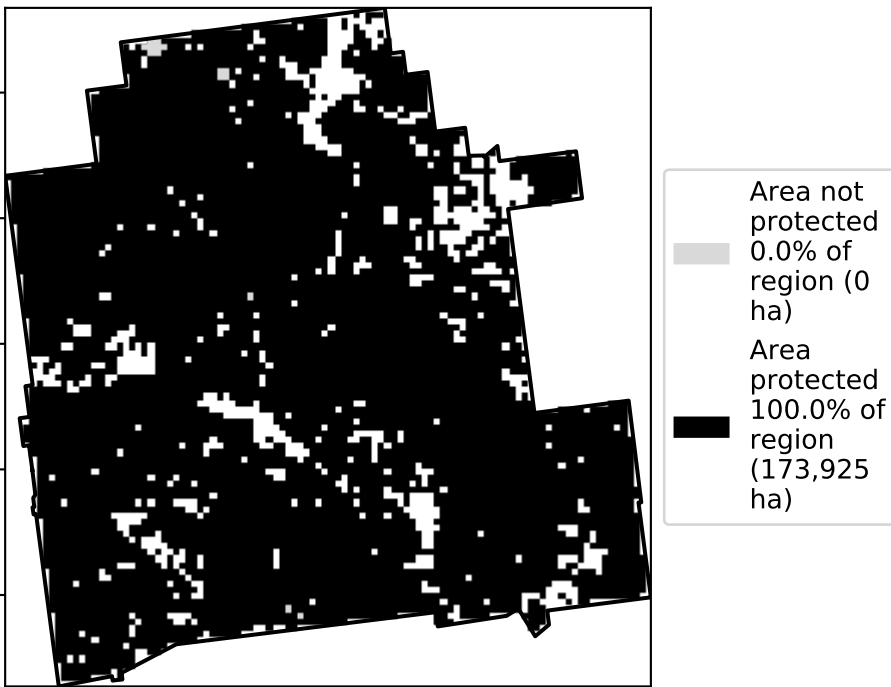 Area not
protected
0.0% of
region (0
ha)
Area
protected
100.0% of
region
(173,925
ha)